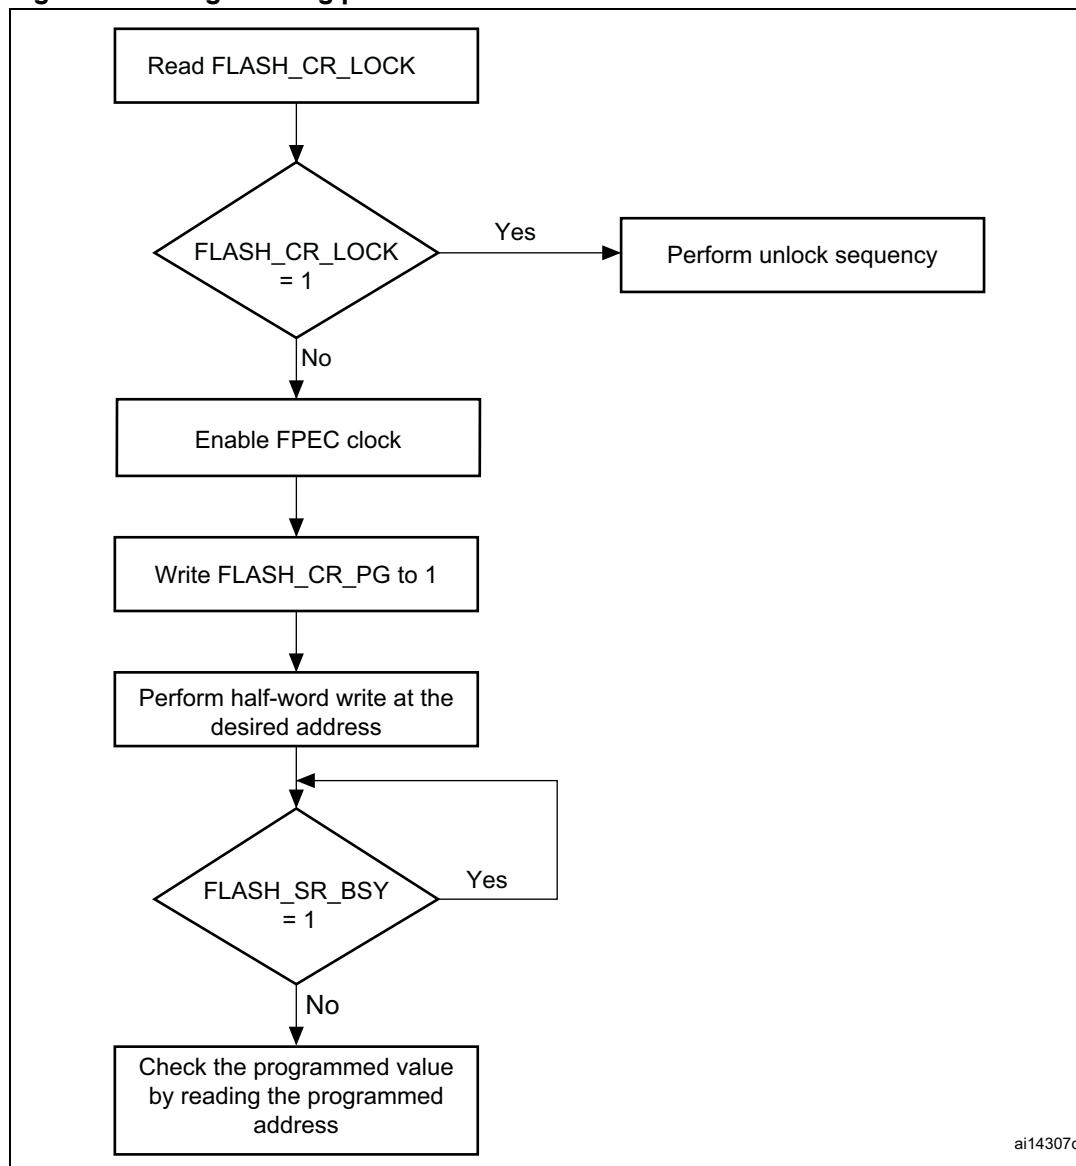 Read FLASH_CR_LOCK
FLASH_CR_LOCK
= 1
Yes
Perform unlock sequency
No
Enable FPEC clock
Write FLASH_CR_PG to 1
Perform half-word write at the
desired address
FLASH_SR_BSY
= 1
Yes
No
Check the programmed value
by reading the programmed
address
ai14307